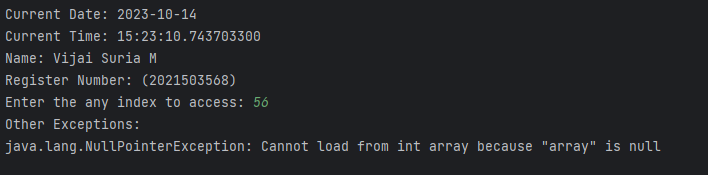 Current Date: 2023-10-14
Current Time: 15:23:10.743703300
Name: Vijai Suria M
Register Number: (2021503568)
Enter the any index to access: 56
Other Exceptions:
java.lang.NullPointerException: Cannot load from int array because "array" is null